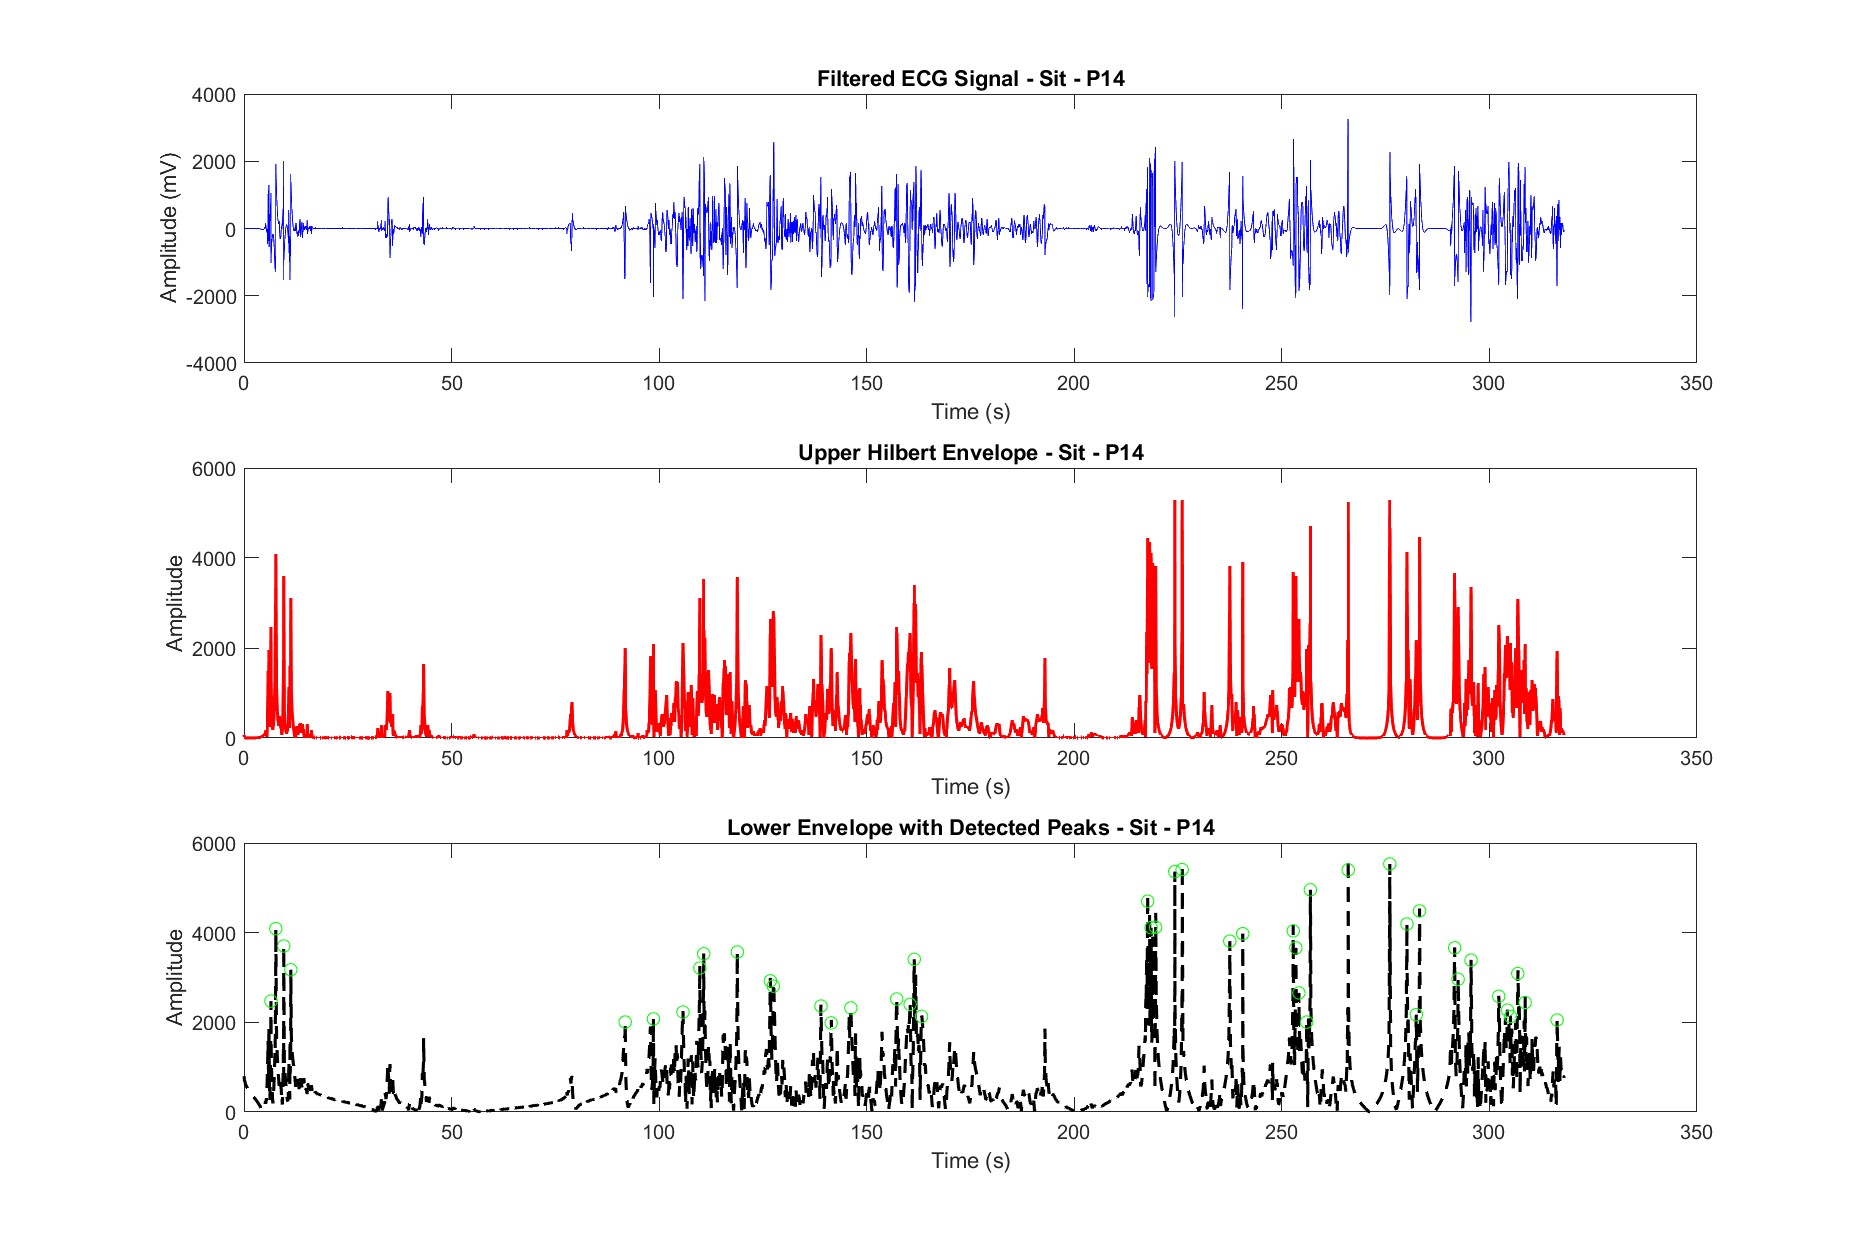 Filtered ECG Signal - Sit - P14
4000
2000
0
-2000
-4000
Amplitude (mV)
0 50 100 150 200 250 300 350
Time (s)
Upper Hilbert Envelope - Sit - P14
6000
4000
2000
0
Amplitude
0 50 100 150 200 250 300 350
Time (s)
Lower Envelope with Detected Peaks - Sit - P14
6000
4000
2000
0
Amplitude
0 50 100 150 200 250 300 350
Time (s)